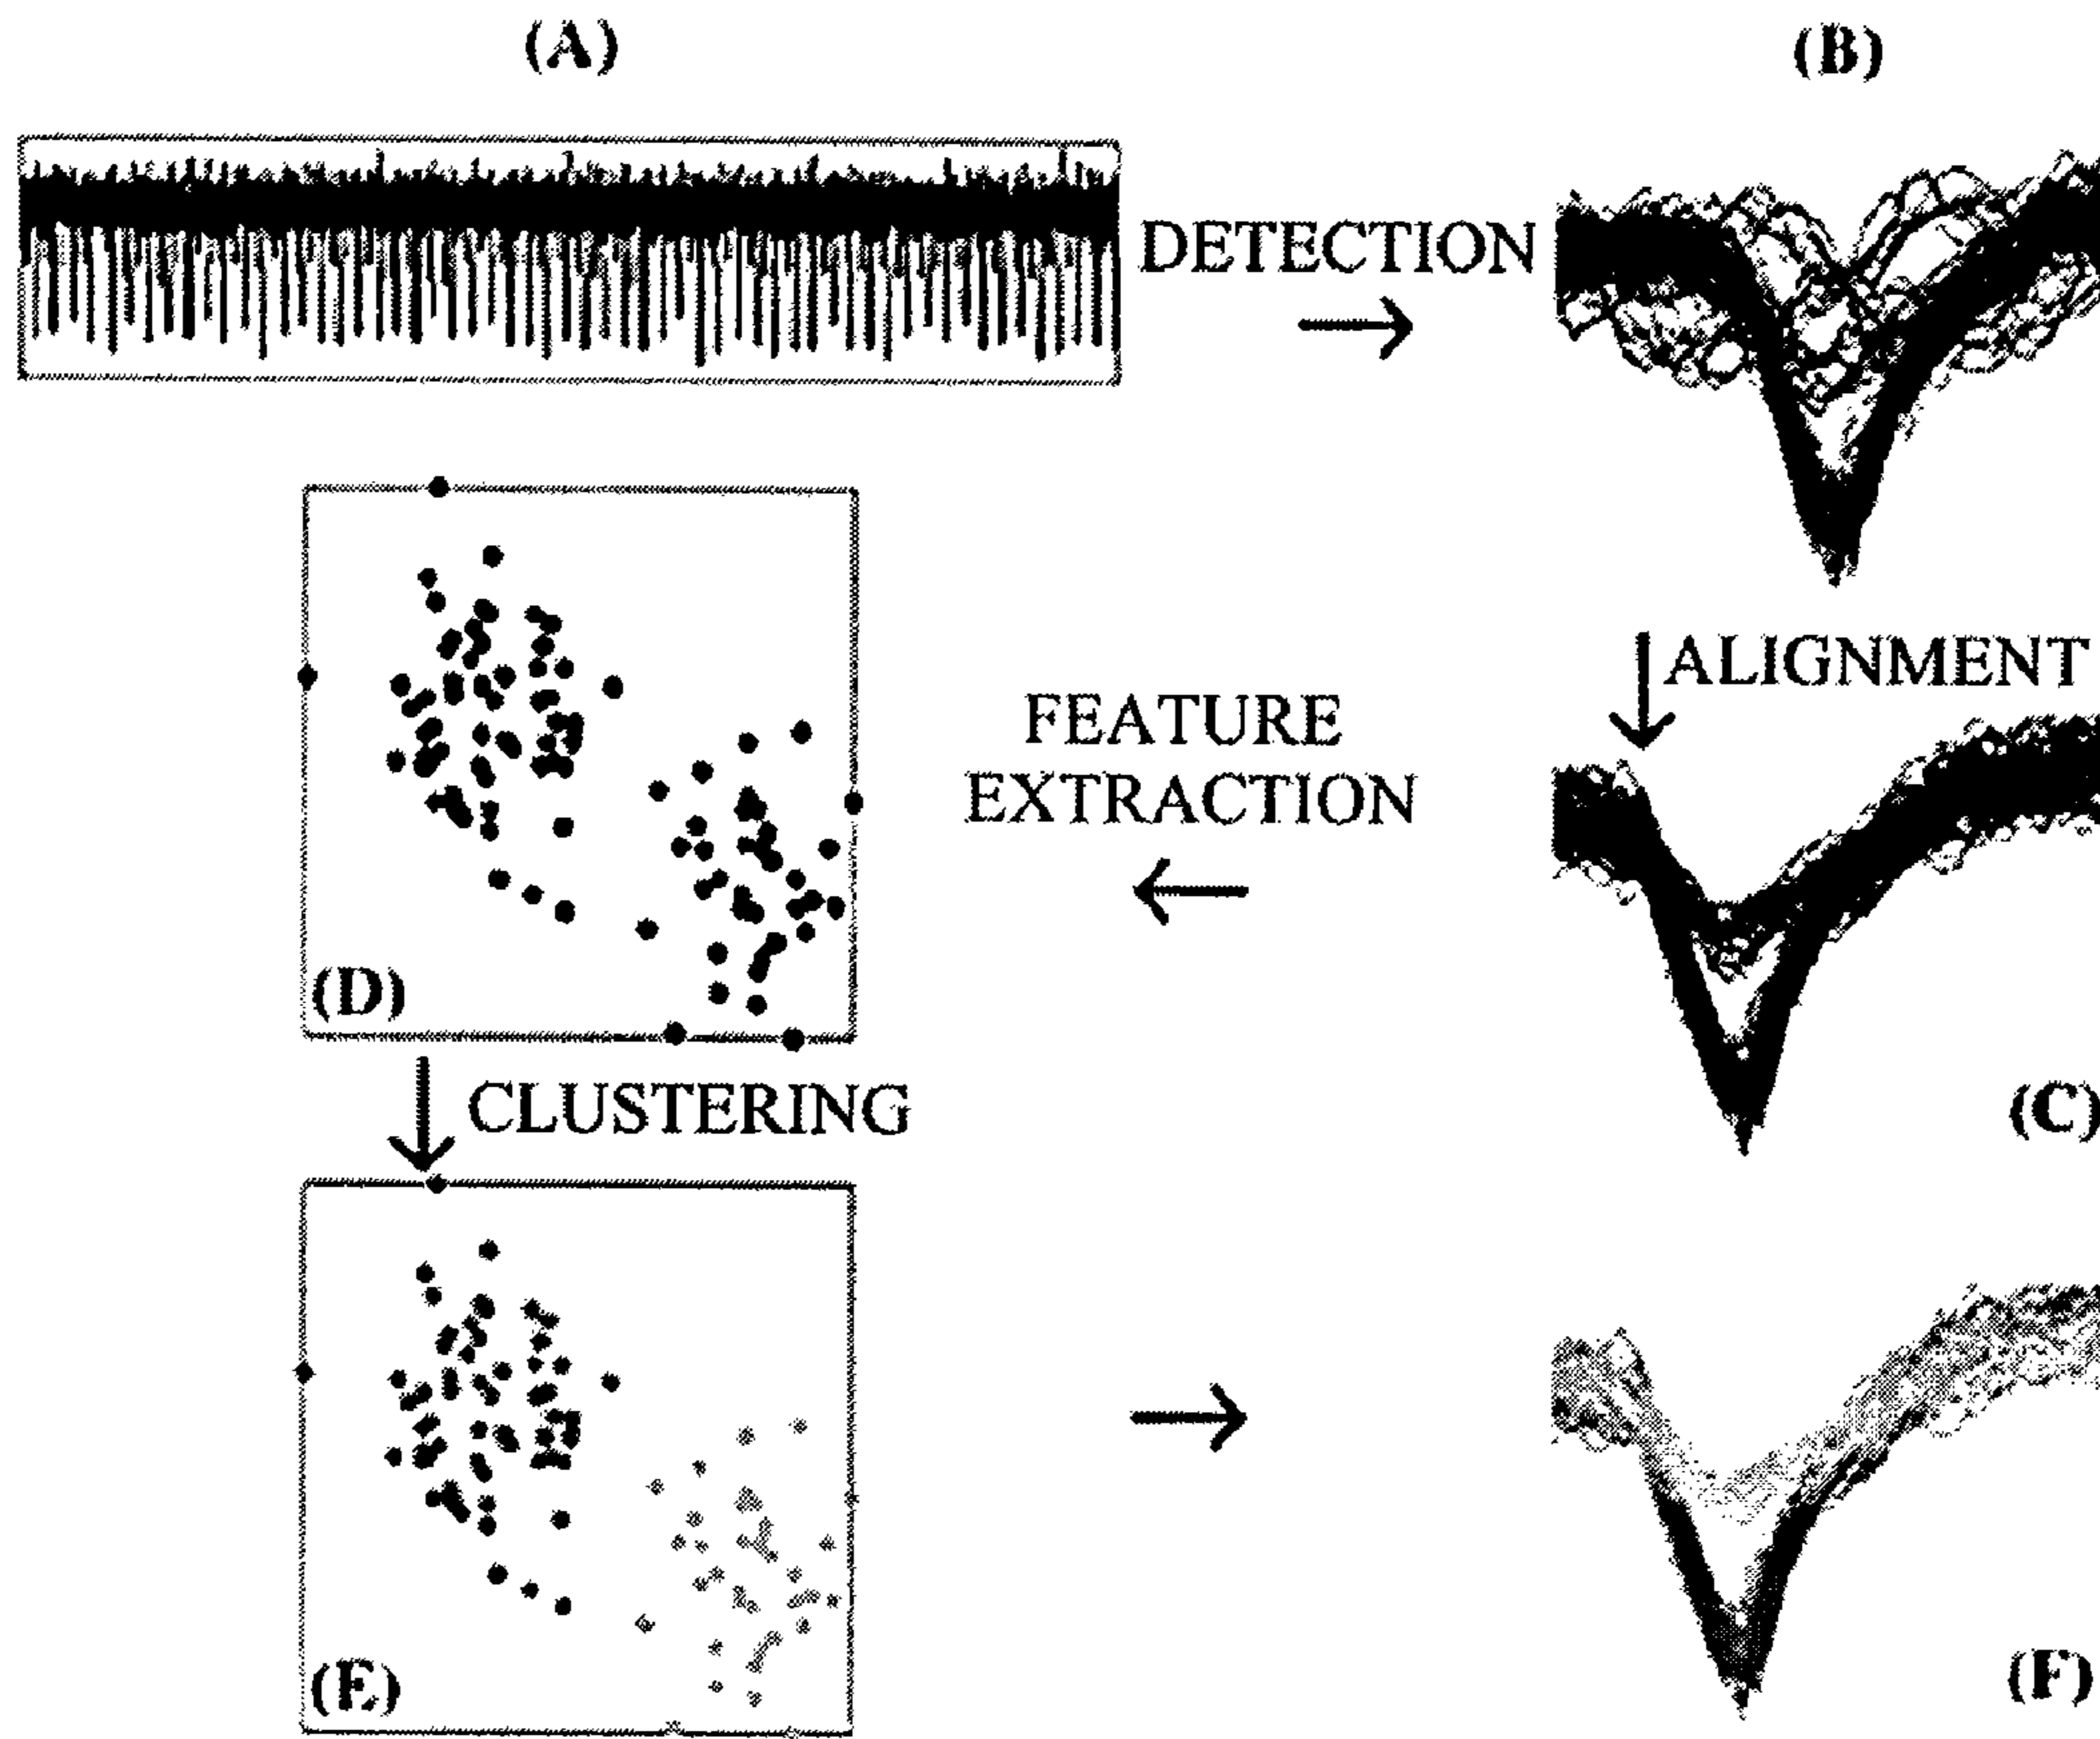 (A)
(B)
DETECTION
ALIGNMENT
FEATURE
EXTRACTION
(D)
(C)
CLUSTERING
(E)
(F)